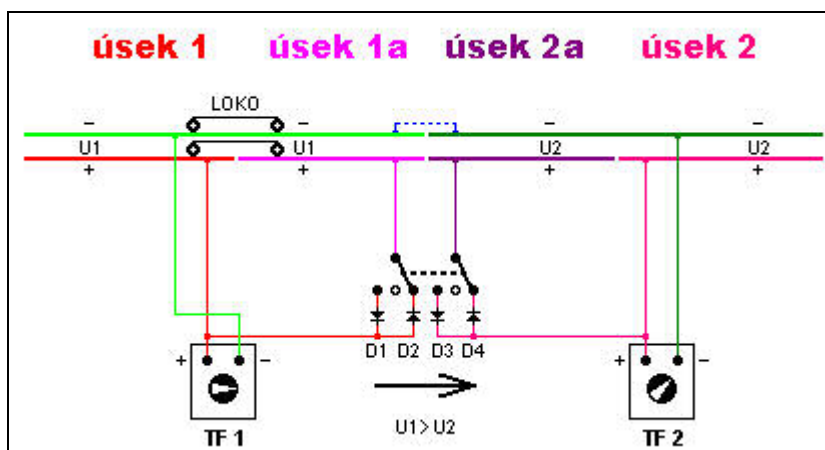 úsek 1 úsek 1a úsek 2a úsek 2
LOKO
− − − −
U1 U1 U2 U2
+ + + +
D1 D2 D3 D4
+ − + −
U1>U2
TF 1 TF 2